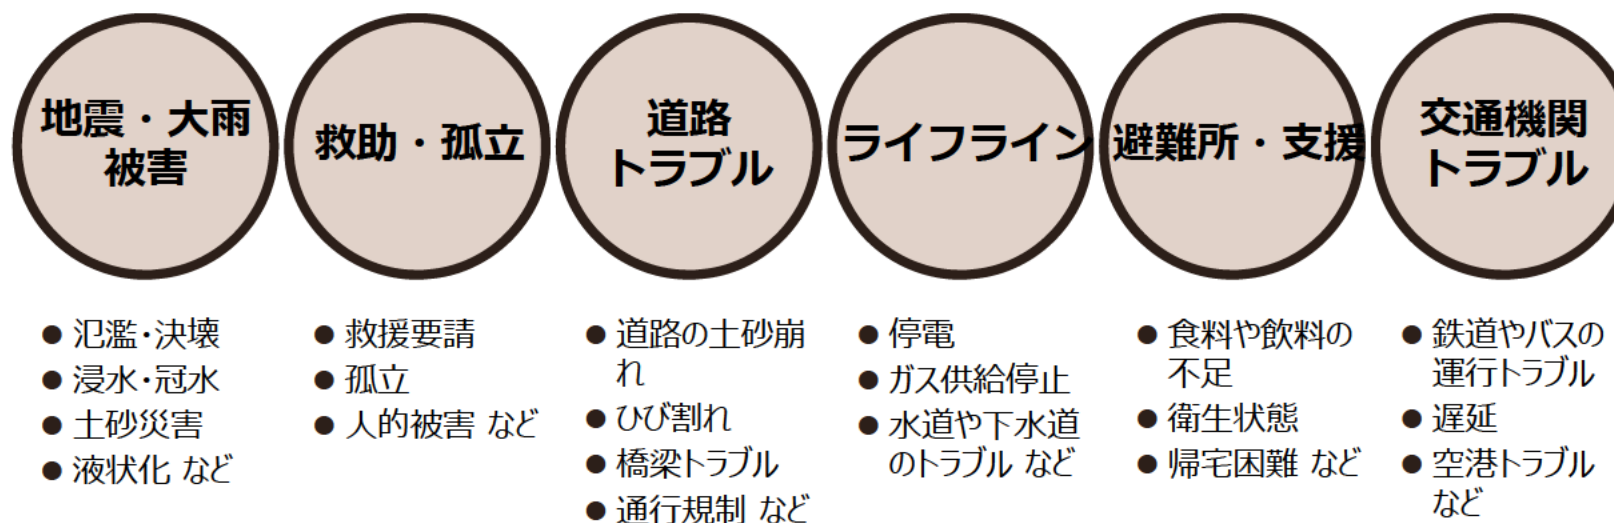 地震・大雨
被害
救助・孤立
道路
トラブル
ライフライン
避難所・支援
交通機関
トラブル
● 氾濫・決壊
● 浸水・冠水
● 土砂災害
● 液状化 など
● 救援要請
● 孤立
● 人的被害 など
● 道路の土砂崩
れ
● ひび割れ
● 橋梁トラブル
● 通行規制 など
● 停電
● ガス供給停止
● 水道や下水道
のトラブル など
● 食料や飲料の
不足
● 衛生状態
● 帰宅困難 など
● 鉄道やバスの
運行トラブル
● 遅延
● 空港トラブル
など